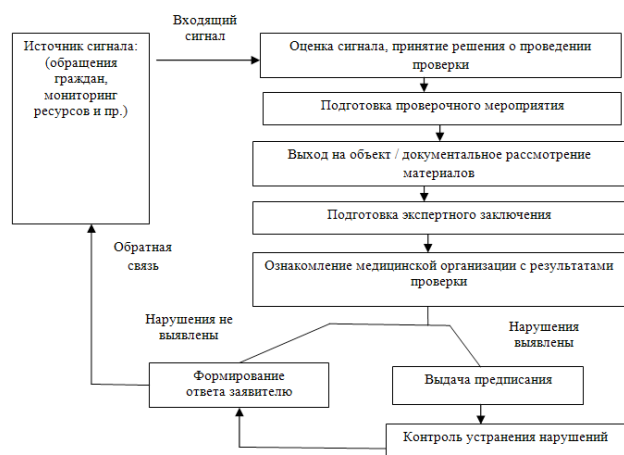 Входящий
сигнал
Источник сигнала:
(обращения
граждан,
мониторинг
ресурсов и пр.)
Оценка сигнала, принятие решения о проведении
проверки
Подготовка проверочного мероприятия
Выход на объект / документальное рассмотрение
материалов
Подготовка экспертного заключения
Обратная
связь
Ознакомление медицинской организации с результатами
проверки
Нарушения не
выявлены
Нарушения
выявлены
Формирование
ответа заявителю
Выдача предписания
Контроль устранения нарушений